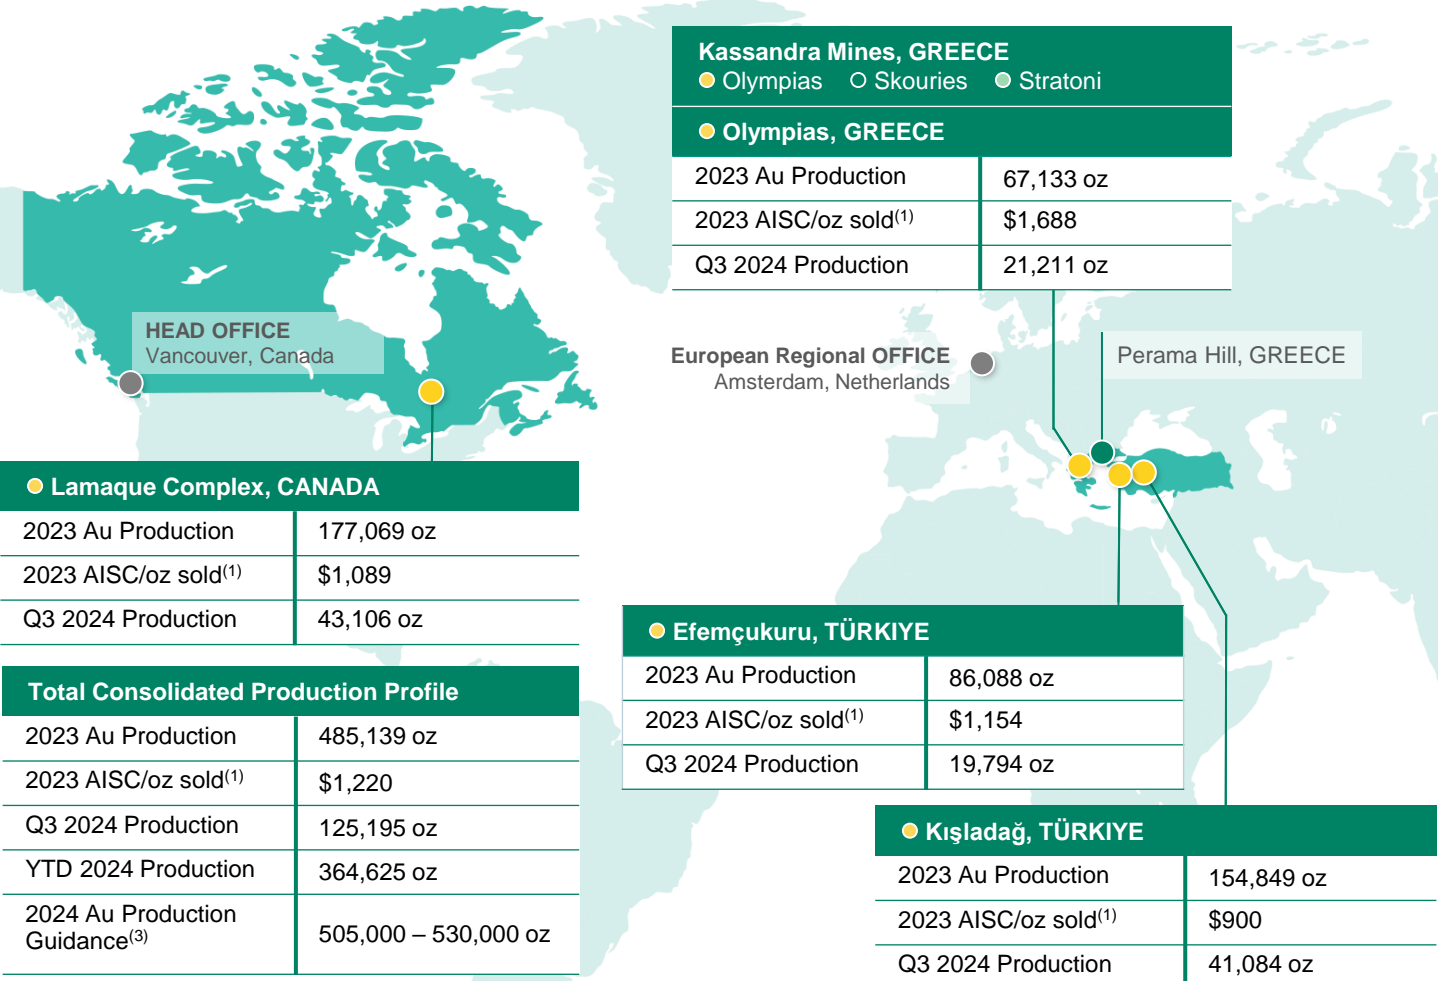 Kassandra Mines, GREECE
Olympias Skouries Stratoni
Olympias, GREECE
2023 Au Production 67,133 oz
2023 AISC/oz sold(1) $1,688
Q3 2024 Production 21,211 oz
HEAD OFFICE
Vancouver, Canada
European Regional OFFICE
Amsterdam, Netherlands
Perama Hill, GREECE
Lamaque Complex, CANADA
2023 Au Production 177,069 oz
2023 AISC/oz sold(1) $1,089
Q3 2024 Production 43,106 oz
Total Consolidated Production Profile
2023 Au Production 485,139 oz
2023 AISC/oz sold(1) $1,220
Q3 2024 Production 125,195 oz
YTD 2024 Production 364,625 oz
2024 Au Production
Guidance(3) 505,000 – 530,000 oz
Efemçukuru, TÜRKIYE
2023 Au Production 86,088 oz
2023 AISC/oz sold(1) $1,154
Q3 2024 Production 19,794 oz
Kışladağ, TÜRKIYE
2023 Au Production 154,849 oz
2023 AISC/oz sold(1) $900
Q3 2024 Production 41,084 oz